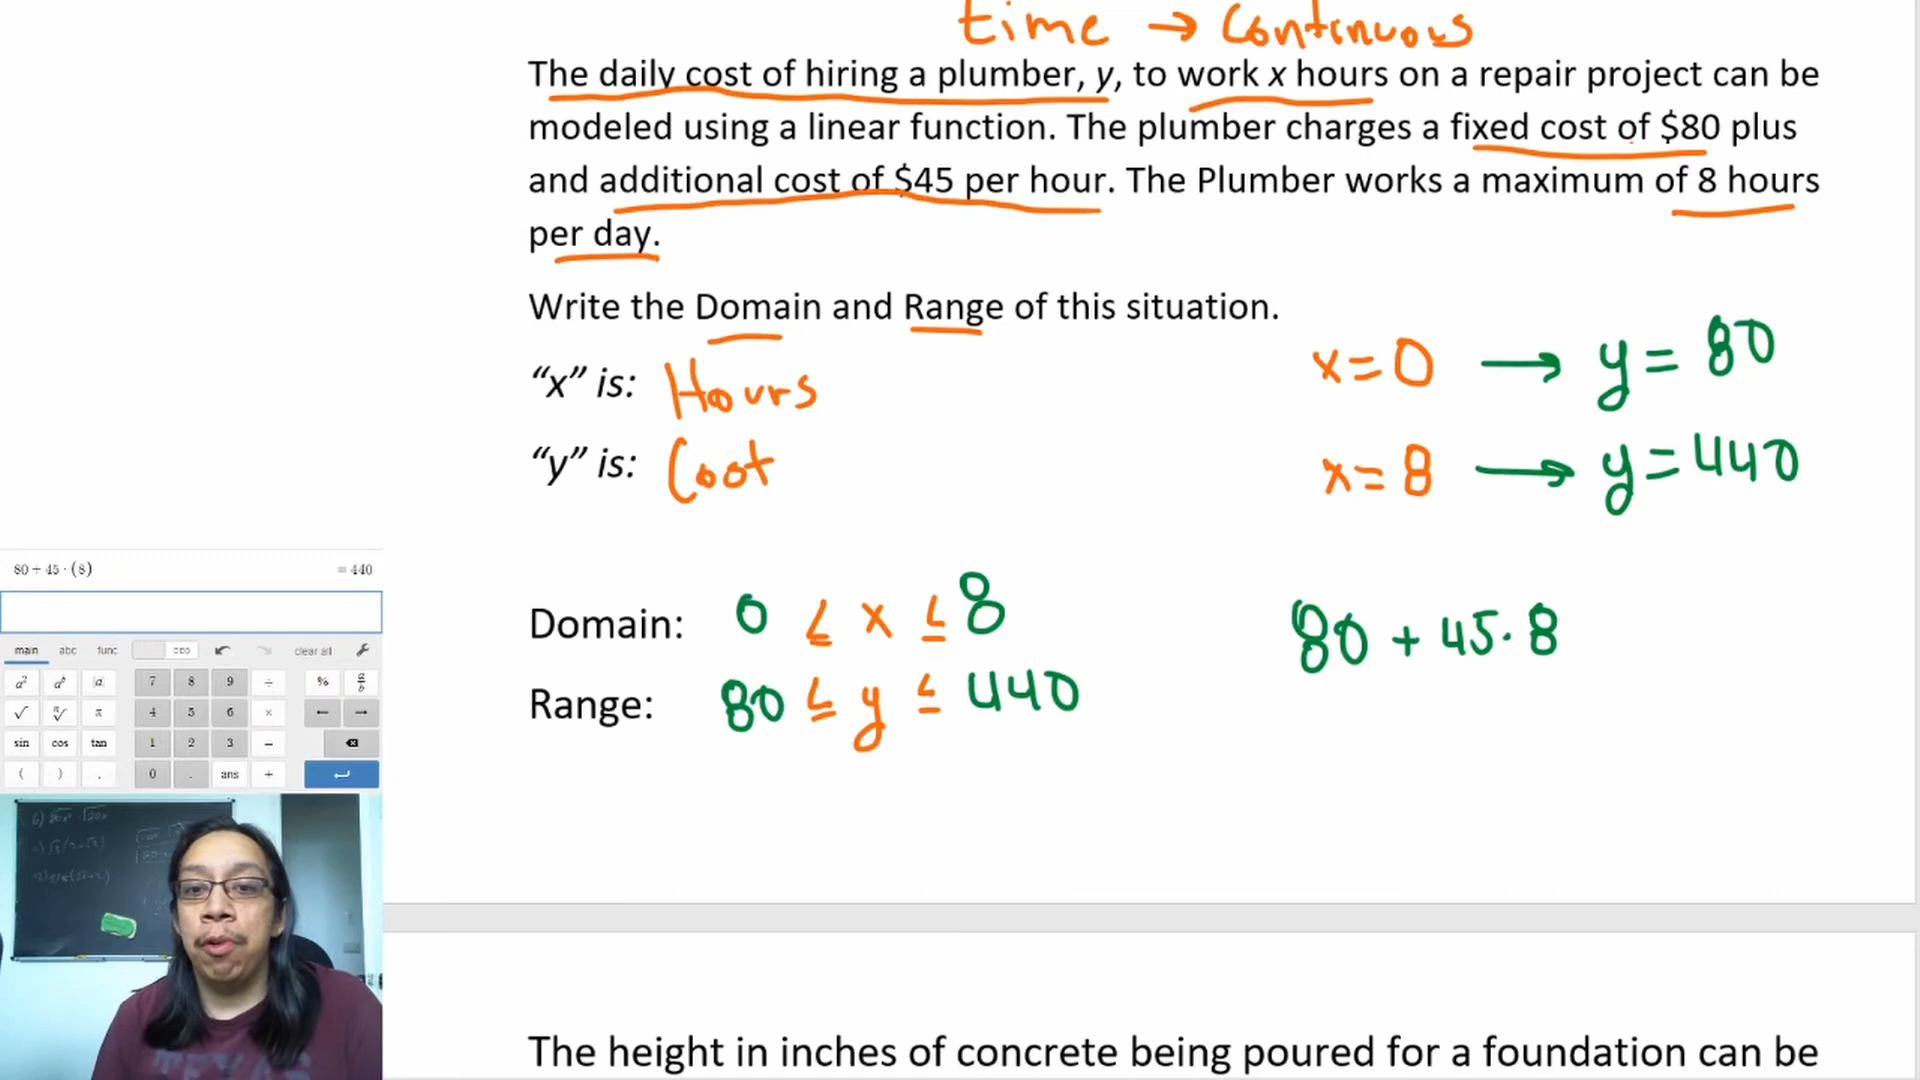 time → Continuous
The daily cost of hiring a plumber, y, to work x hours on a repair project can be
modeled using a linear function. The plumber charges a fixed cost of $80 plus
and additional cost of $45 per hour. The Plumber works a maximum of 8 hours
per day.
Write the Domain and Range of this situation.
x = 0 → y = 80
"x" is: Hours
"y" is: Cost
x = 8 → y = 440
80 + 45 · (8) = 440
Domain: 0 ≤ x ≤ 8
80 + 45 · 8
Range: 80 ≤ y ≤ 440
main abc func DEG clear all
a² aᵇ |a| 7 8 9 ÷ % a/b
√ ⁿ√ π 4 5 6 × ← →
sin cos tan 1 2 3 −
( ) , 0 . ans +
The height in inches of concrete being poured for a foundation can be